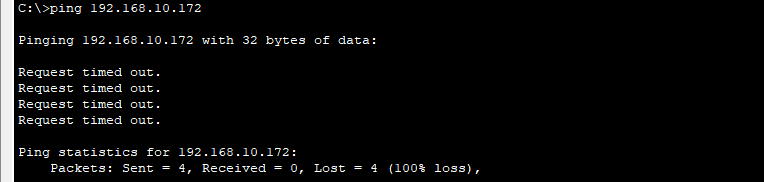 C:\>ping 192.168.10.172
Pinging 192.168.10.172 with 32 bytes of data:
Request timed out.
Request timed out.
Request timed out.
Request timed out.
Ping statistics for 192.168.10.172:
    Packets: Sent = 4, Received = 0, Lost = 4 (100% loss),